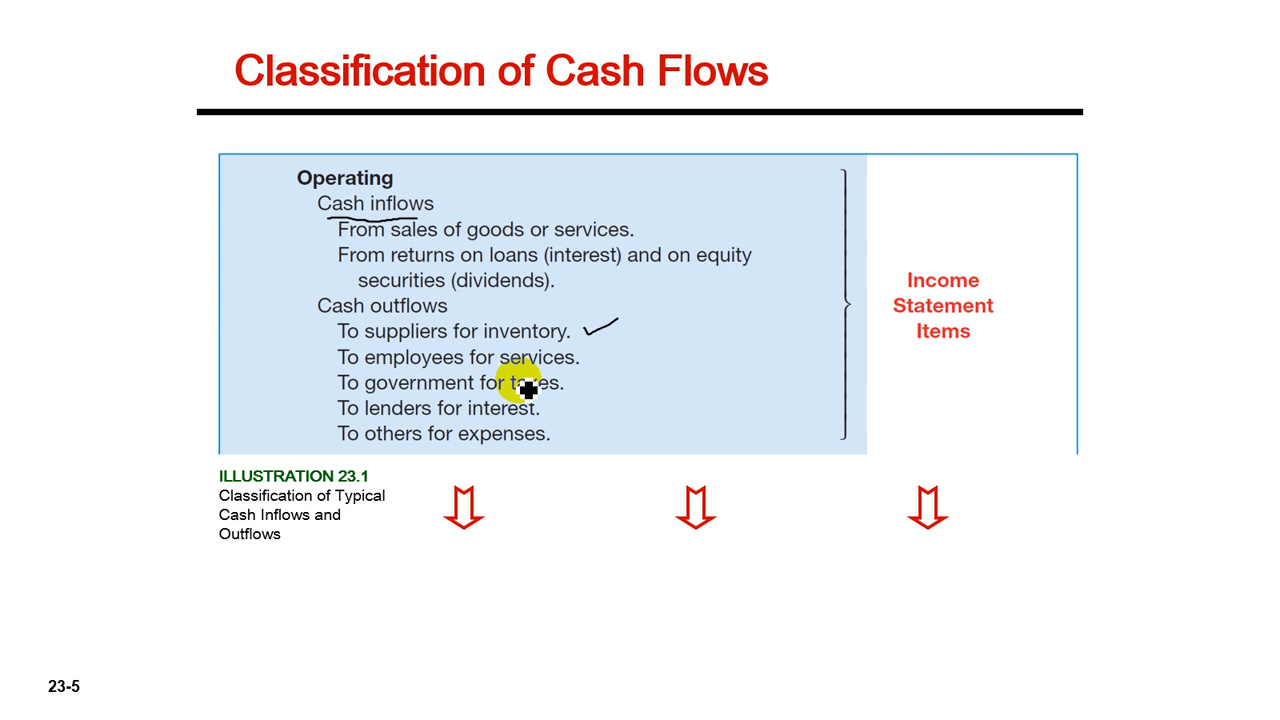 Classification of Cash Flows
Operating
Cash inflows
From sales of goods or services.
From returns on loans (interest) and on equity
securities (dividends).
Cash outflows
To suppliers for inventory.
To employees for services.
To government for taxes.
To lenders for interest.
To others for expenses.
Income
Statement
Items
ILLUSTRATION 23.1
Classification of Typical
Cash Inflows and
Outflows
23-5